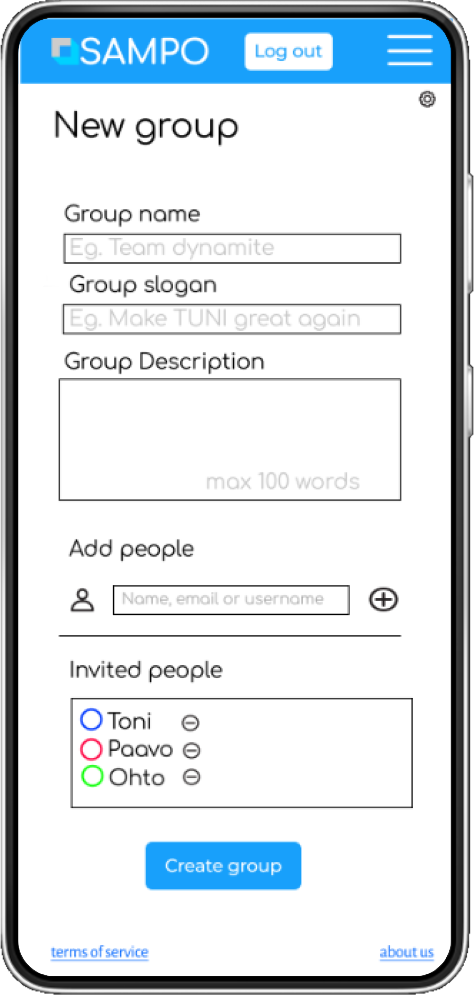 SAMPO
Log out
New group
Group name
Eg. Team dynamite
Group slogan
Eg. Make TUNI great again
Group Description
max 100 words
Add people
Name, email or username
Invited people
Toni
Paavo
Ohto
Create group
terms of service
about us